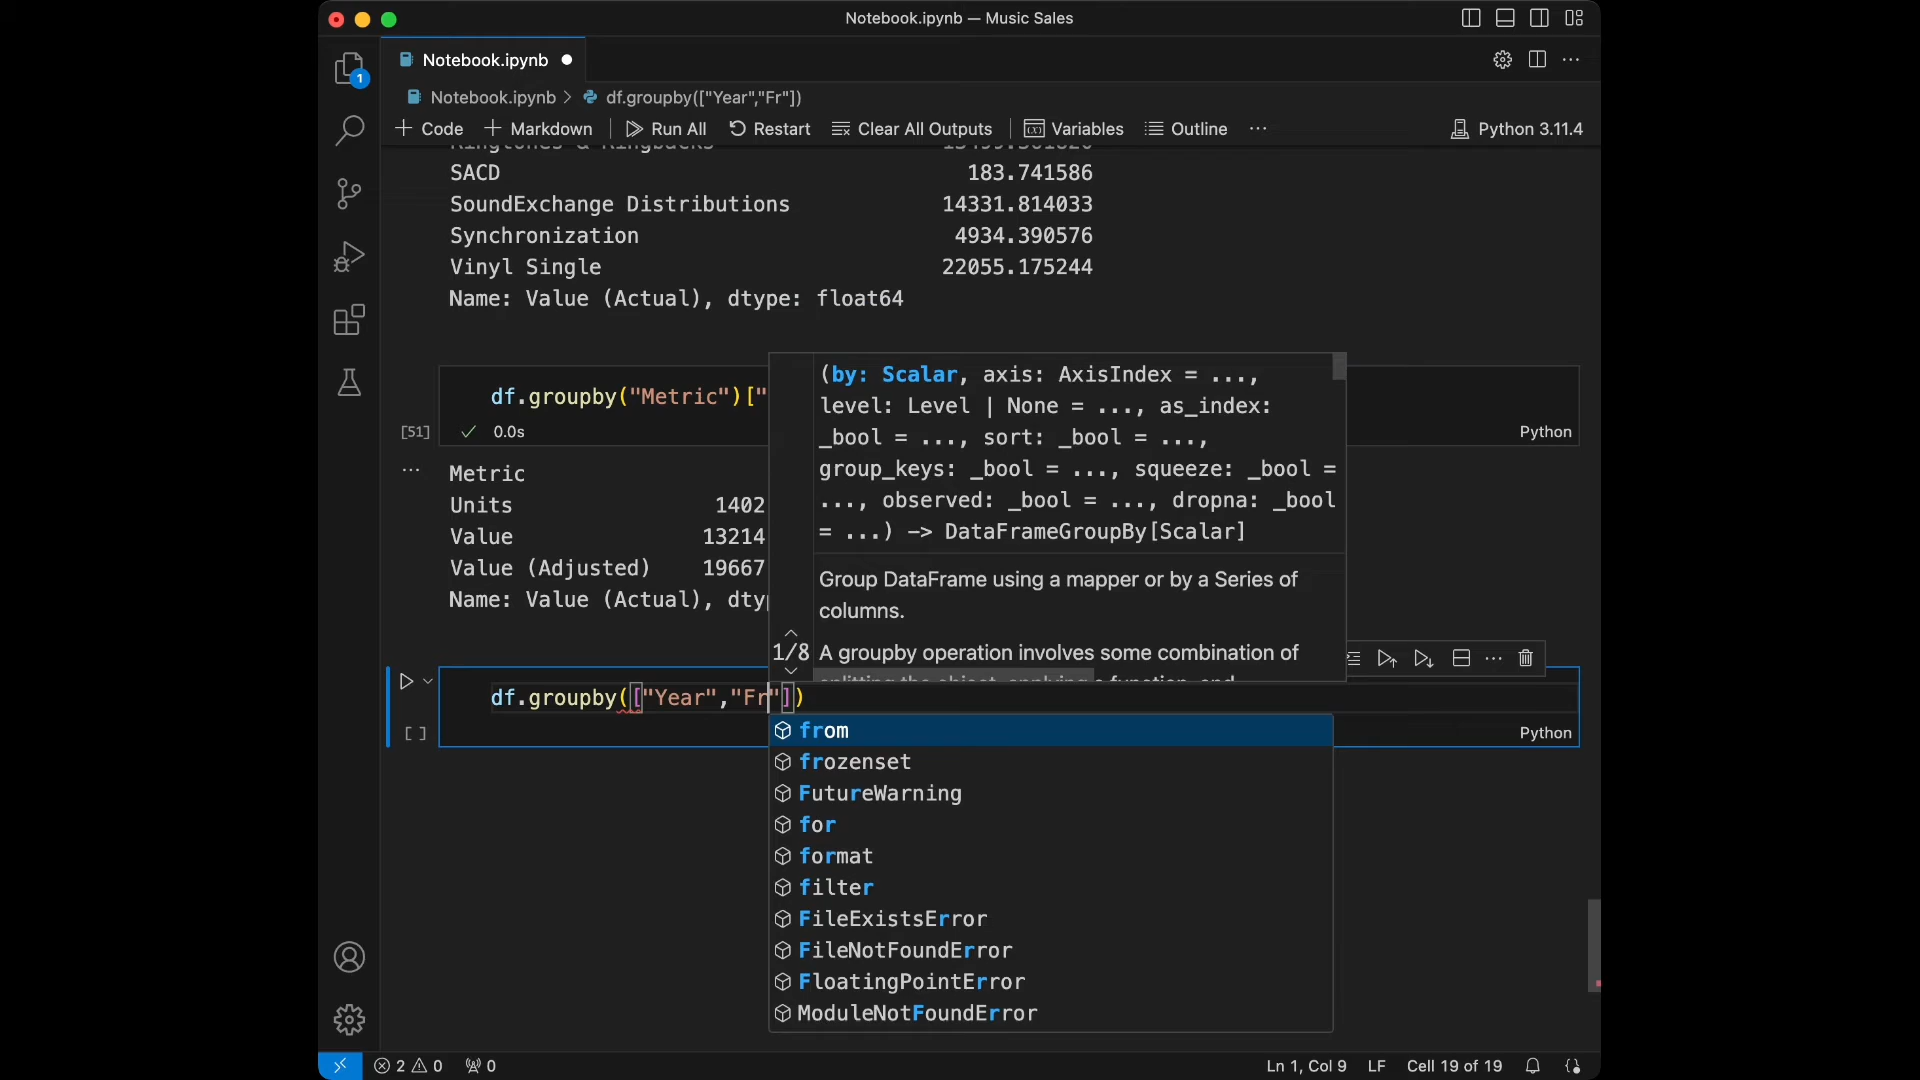 Notebook.ipynb — Music Sales
Notebook.ipynb
1
Notebook.ipynb > df.groupby(["Year","Fr"])
Code Markdown Run All Restart Clear All Outputs Variables Outline ... Python 3.11.4
SACD 183.741586
SoundExchange Distributions 14331.814033
Synchronization 4934.390576
Vinyl Single 22055.175244
Name: Value (Actual), dtype: float64
df.groupby("Metric")["
[51] 0.0s Python
Metric
Units 1402
Value 13214
Value (Adjusted) 19667
Name: Value (Actual), dty
(by: Scalar, axis: AxisIndex = ...,
level: Level | None = ..., as_index:
_bool = ..., sort: _bool = ...,
group_keys: _bool = ..., squeeze: _bool =
..., observed: _bool = ..., dropna: _bool
= ...) -> DataFrameGroupBy[Scalar]
Group DataFrame using a mapper or by a Series of
columns.
1/8 A groupby operation involves some combination of
df.groupby(["Year","Fr"])
[ ] Python
from
frozenset
FutureWarning
for
format
filter
FileExistsError
FileNotFoundError
FloatingPointError
ModuleNotFoundError
2 0 0 Ln 1, Col 9 LF Cell 19 of 19